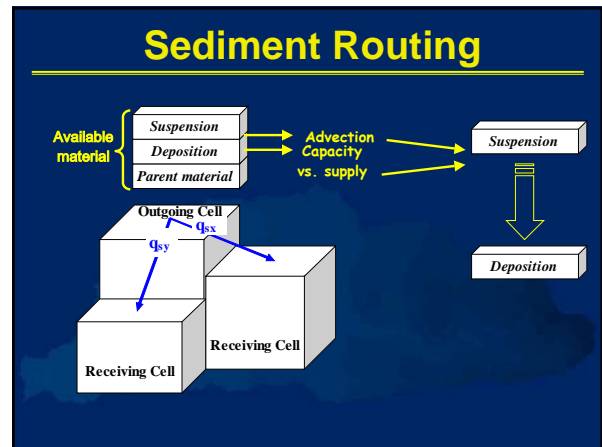 Sediment Routing
Available
material
Suspension
Deposition
Parent material
Advection
Capacity
vs. supply
Suspension
Deposition
Outgoing Cell
qsx
qsy
Receiving Cell
Receiving Cell